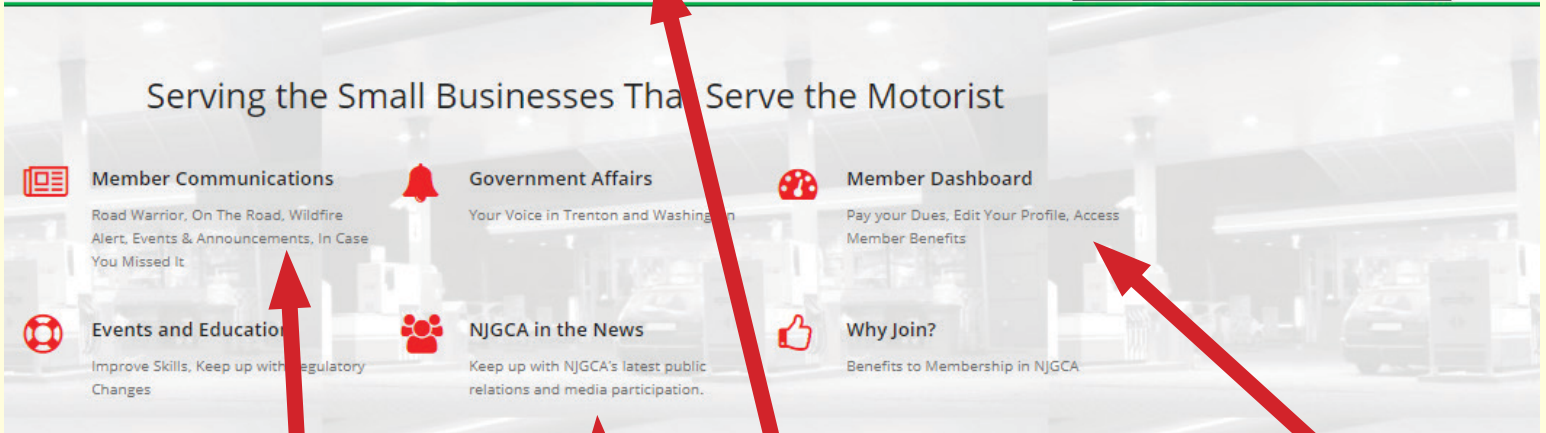 Serving the Small Businesses That Serve the Motorist
Member Communications
Road Warrior, On The Road, Wildfire
Alert, Events & Announcements, In Case
You Missed It
Government Affairs
Your Voice in Trenton and Washington
Member Dashboard
Pay your Dues, Edit Your Profile, Access
Member Benefits
Events and Education
Improve Skills, Keep up with Regulatory
Changes
NJGCA in the News
Keep up with NJGCA's latest public
relations and media participation.
Why Join?
Benefits to Membership in NJGCA